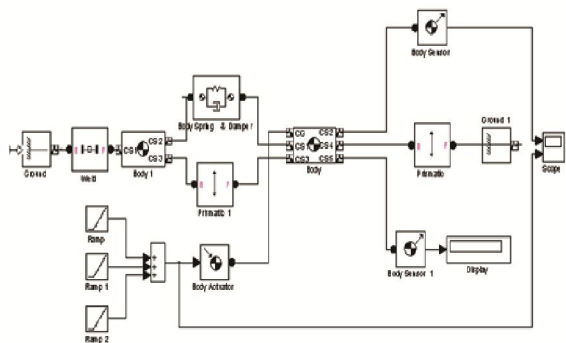 Body Sensor
CS2
CS3
Body Spring & Damper
CG
CS2
CS4
CS3
CS5
Ground 1
B
F
CS1
B
F
Ground
Weld
Body 1
Body
Prismatic
Scope
B
F
Prismatic 1
Ramp
Ramp 1
Ramp 2
Body Actuator
Body Sensor 1
Display